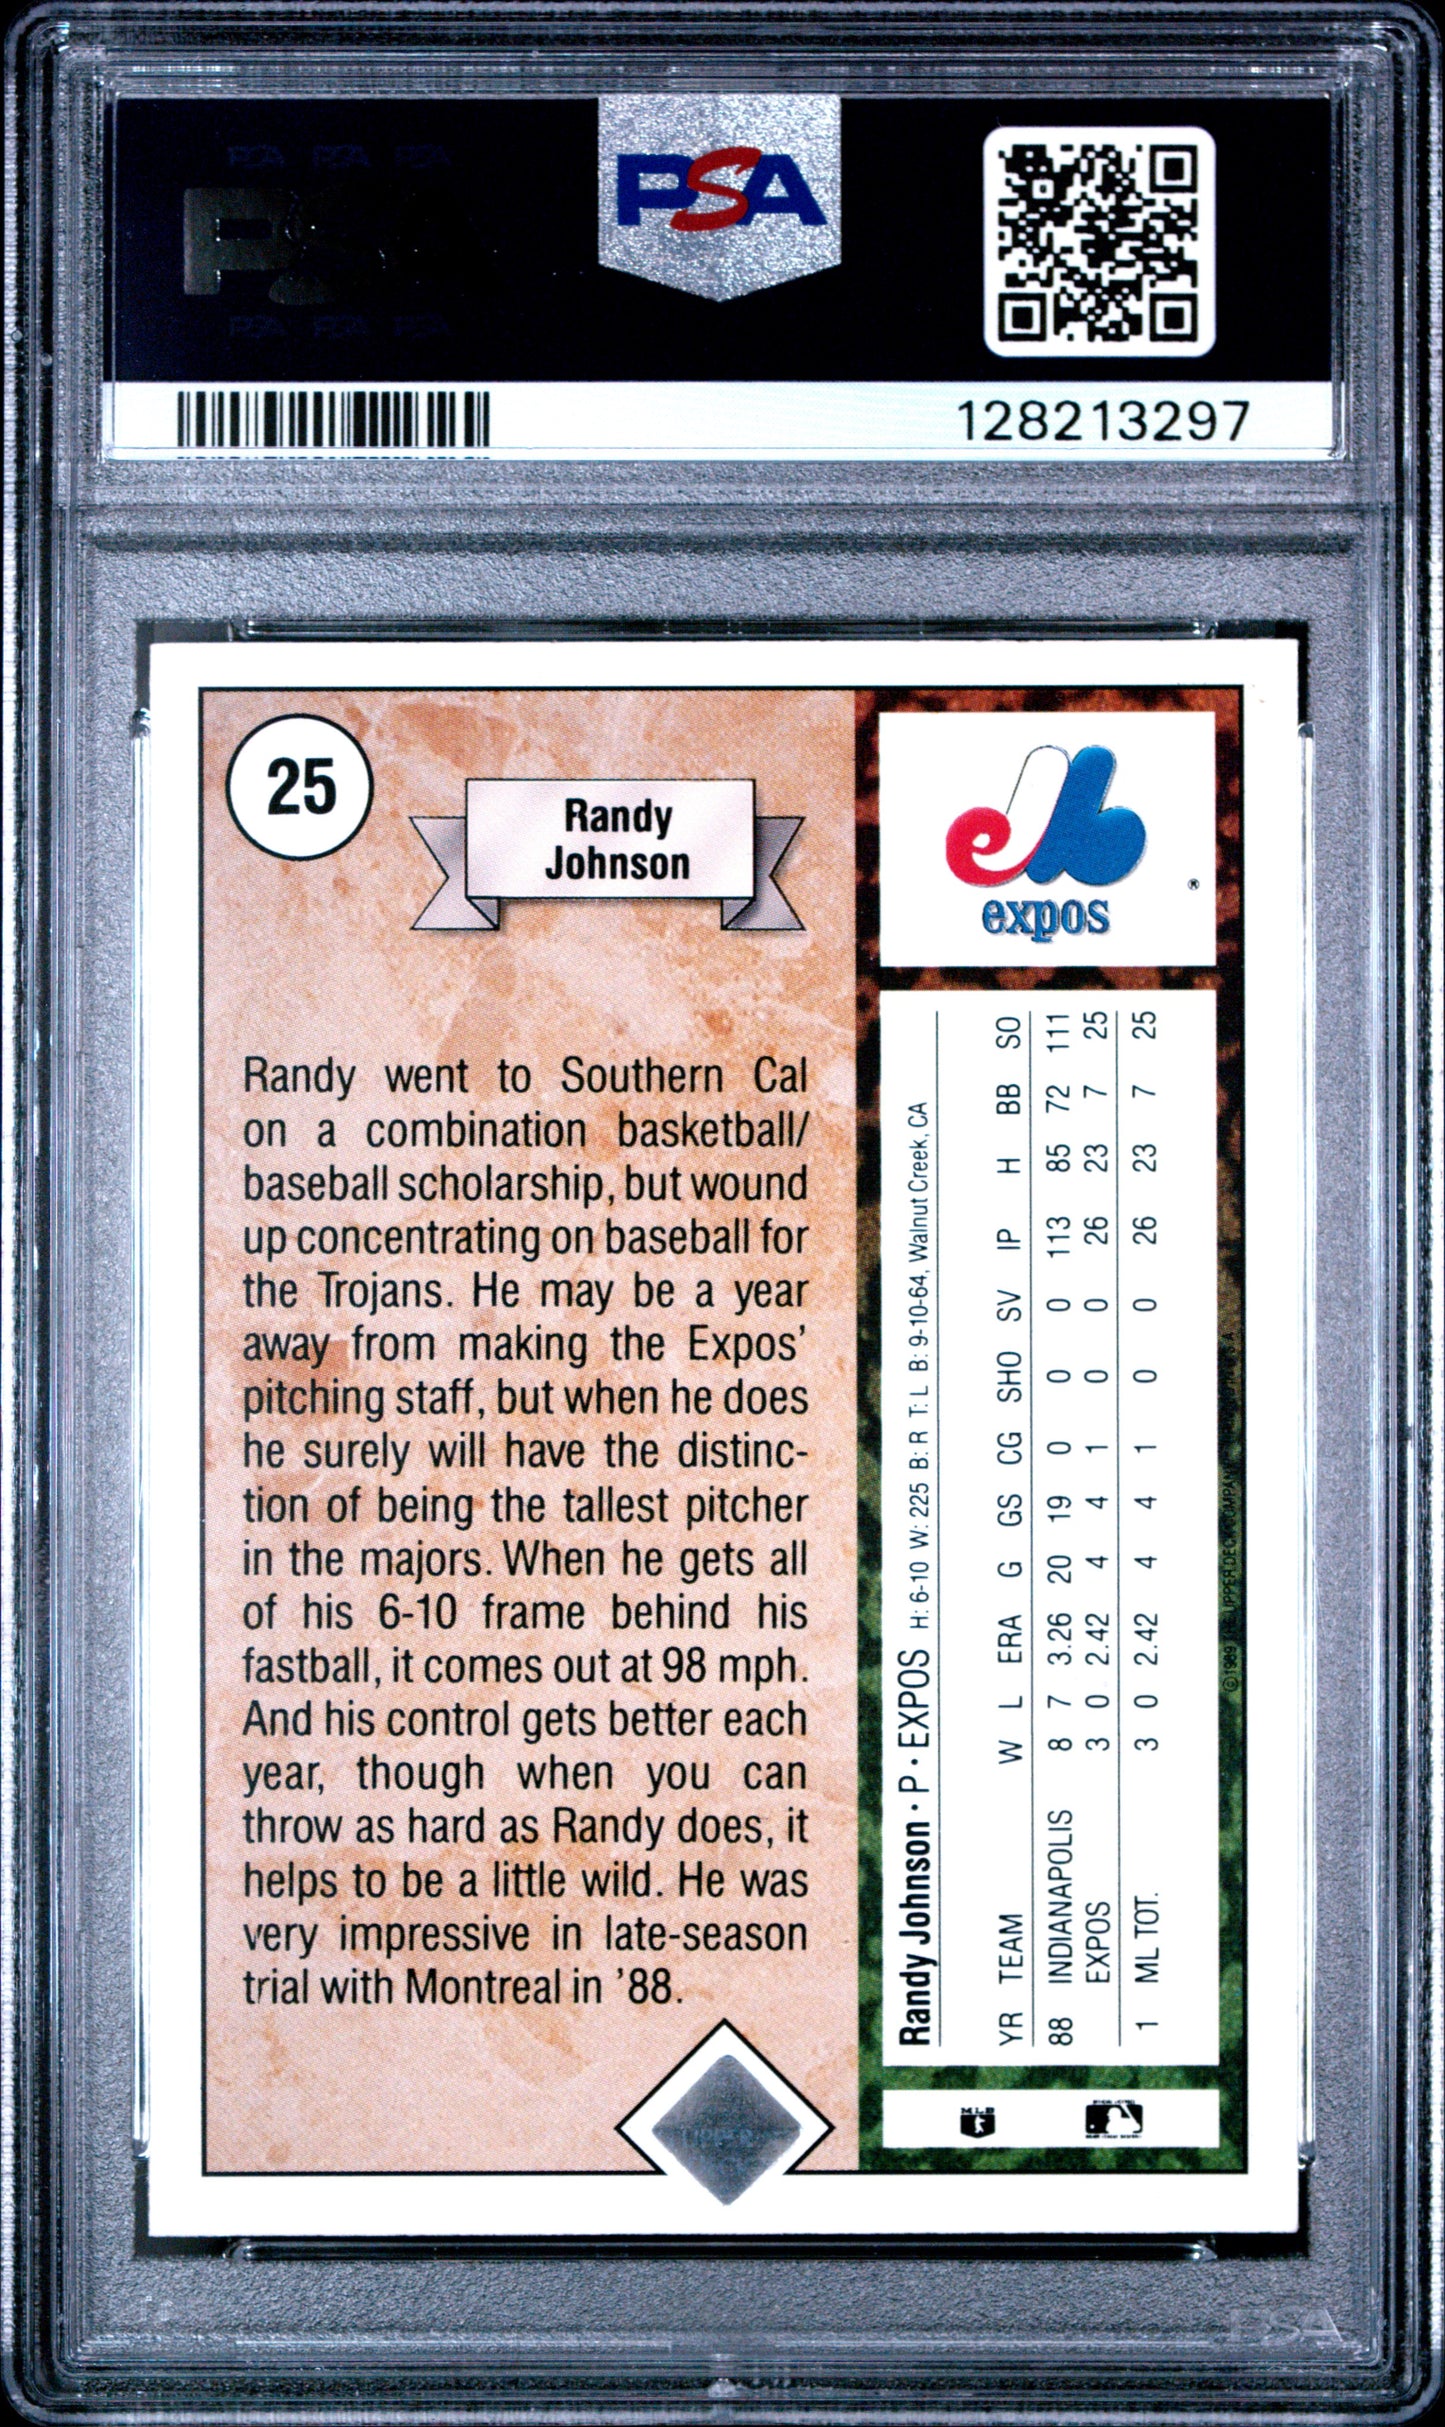 PSA
128213297
25
Randy
Johnson
Randy went to Southern Cal
on a combination basketball/
baseball scholarship, but wound
up concentrating on baseball for
the Trojans. He may be a year
away from making the Expos'
pitching staff, but when he does
he surely will have the distinc-
tion of being the tallest pitcher
in the majors. When he gets all
of his 6-10 frame behind his
fastball, it comes out at 98 mph.
And his control gets better each
year, though when you can
throw as hard as Randy does, it
helps to be a little wild. He was
very impressive in late-season
trial with Montreal in '88.
expos
®
Randy Johnson • P • EXPOS H: 6-10 W: 225 B: R T: L B: 9-10-64, Walnut Creek, CA
YR TEAM W L ERA G GS CG SHO SV IP H BB SO
88 INDIANAPOLIS 8 7 3.26 20 19 0 0 0 113 85 72 111
EXPOS 3 0 2.42 4 4 1 0 0 26 23 7 25
1 ML TOT. 3 0 2.42 4 4 1 0 0 26 23 7 25
©1989 THE UPPER DECK COMPANY
MLB
PSA